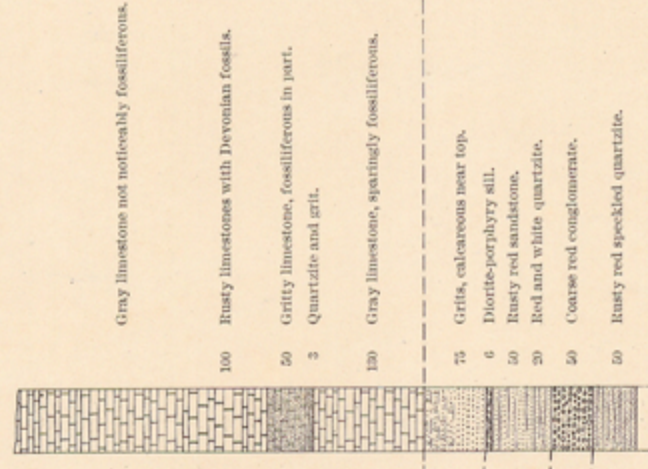 Gray limestone not noticeably fossiliferous.
100 Rusty limestones with Devonian fossils.
50 Gritty limestone, fossiliferous in part.
3 Quartzite and grit.
130 Gray limestone, sparingly fossiliferous.
75 Grits, calcareous near top.
6 Diorite-porphyry sill.
50 Rusty red sandstone.
20 Red and white quartzite.
50 Coarse red conglomerate.
50 Rusty red speckled quartzite.